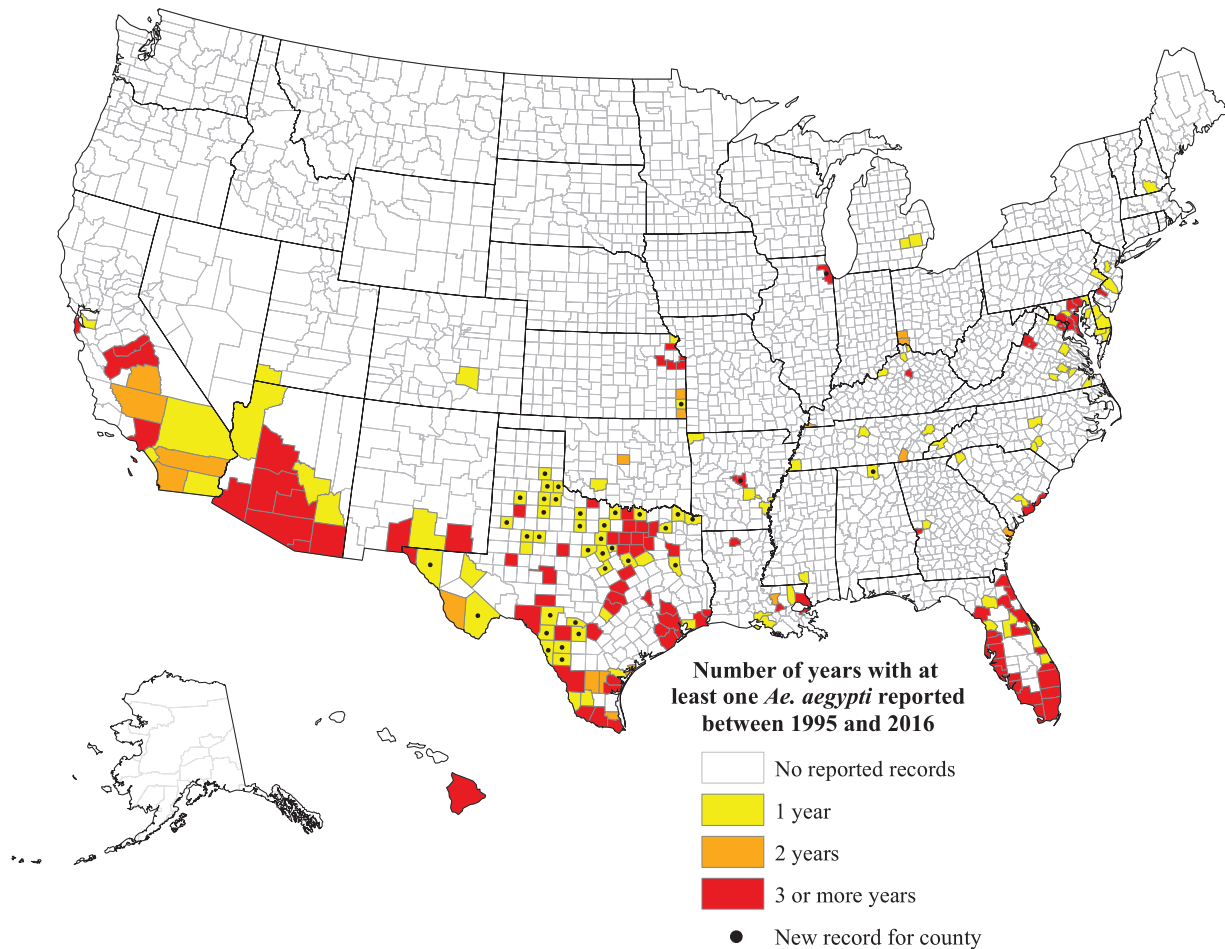 Number of years with at
least one Ae. aegypti reported
between 1995 and 2016
No reported records
1 year
2 years
3 or more years
New record for county